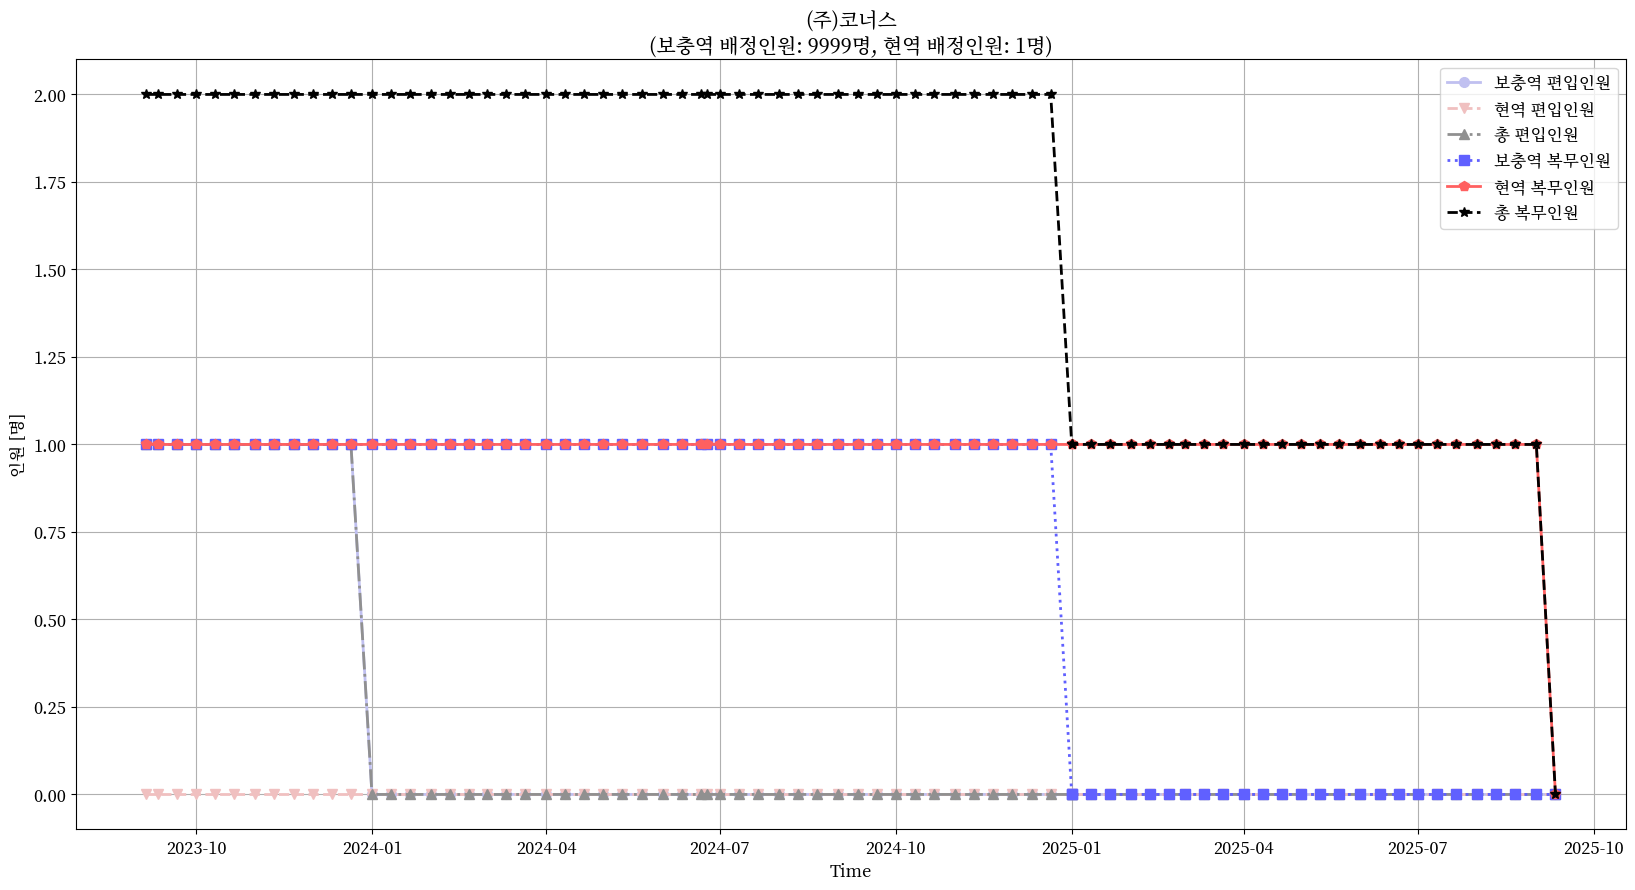 (주)코너스
(보충역 배정인원: 9999명, 현역 배정인원: 1명)
보충역 편입인원
현역 편입인원
총 편입인원
보충역 복무인원
현역 복무인원
총 복무인원
인원 [명]
2.00
1.75
1.50
1.25
1.00
0.75
0.50
0.25
0.00
2023-10 2024-01 2024-04 2024-07 2024-10 2025-01 2025-04 2025-07 2025-10
Time